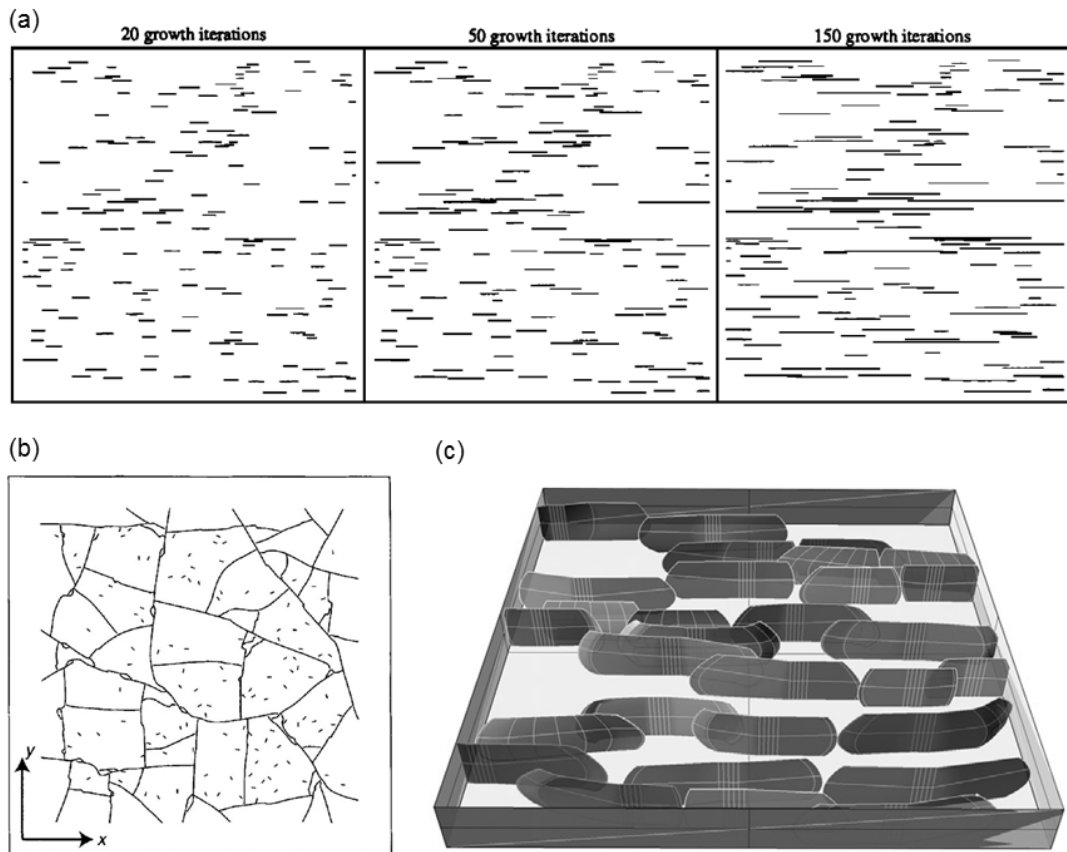 (a)
20 growth iterations
50 growth iterations
150 growth iterations
(b)
(c)
y
x